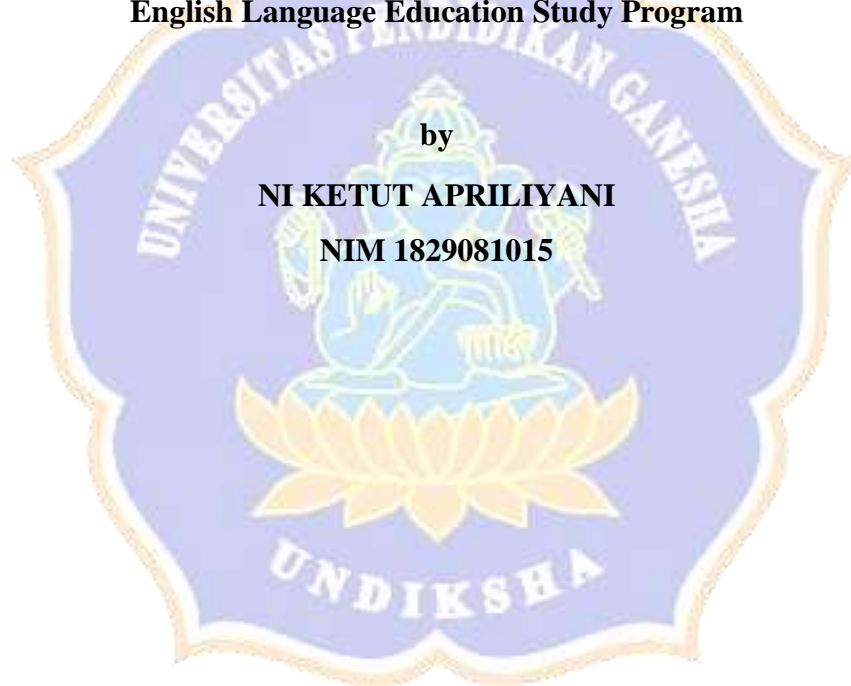 English Language Education Study Program
UNIVERSITAS PENDIDIKAN GANESHA
by
NI KETUT APRILIYANI
NIM 1829081015
UNDIKSHA